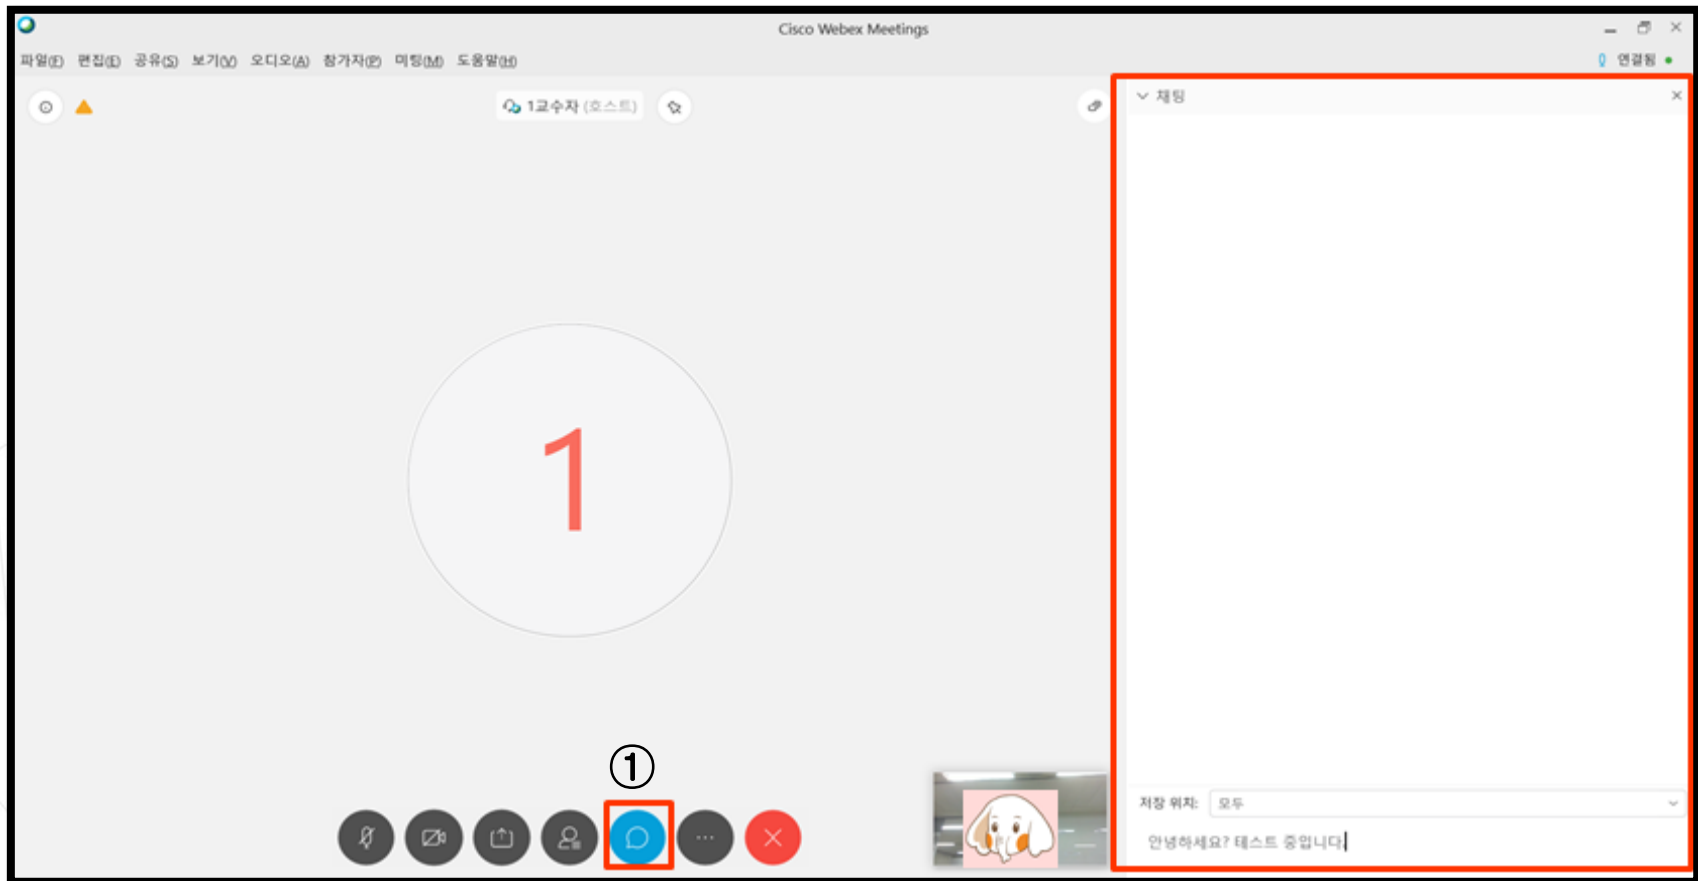 Cisco Webex Meetings
파일(F) 편집(E) 공유(S) 보기(V) 오디오(A) 참가자(P) 미팅(M) 도움말(H)
연결됨
1교수자 (호스트)
채팅
1
①
저장 위치: 모두
안녕하세요? 테스트 중입니다.